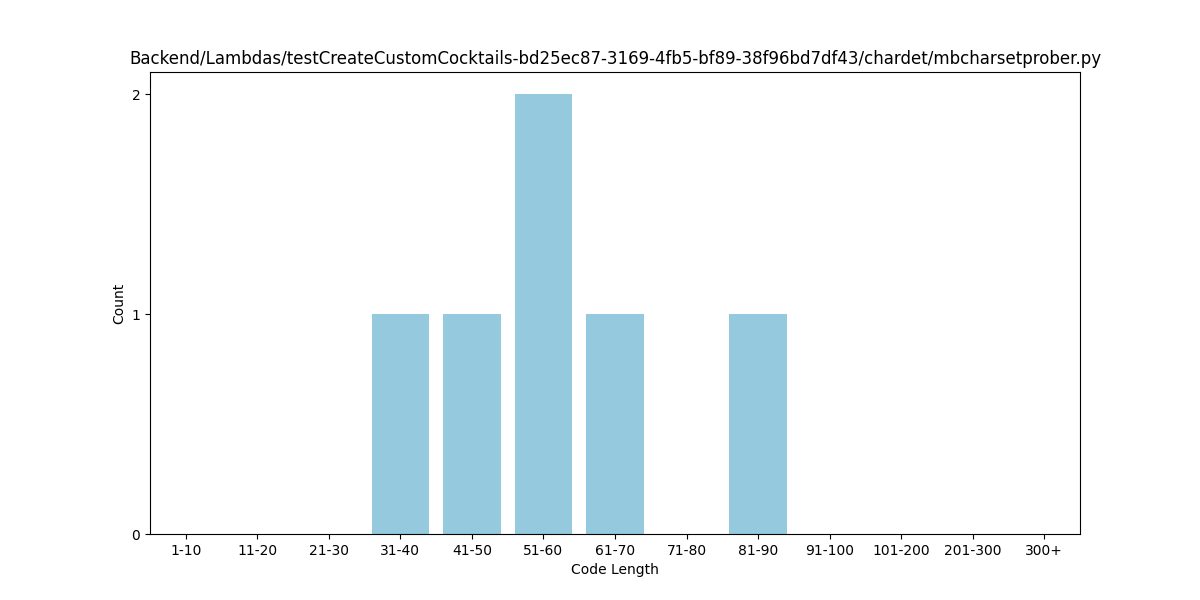 Backend/Lambdas/testCreateCustomCocktails-bd25ec87-3169-4fb5-bf89-38f96bd7df43/chardet/mbcharsetprober.py
2
1
0
Count
1-10 11-20 21-30 31-40 41-50 51-60 61-70 71-80 81-90 91-100 101-200 201-300 300+
Code Length